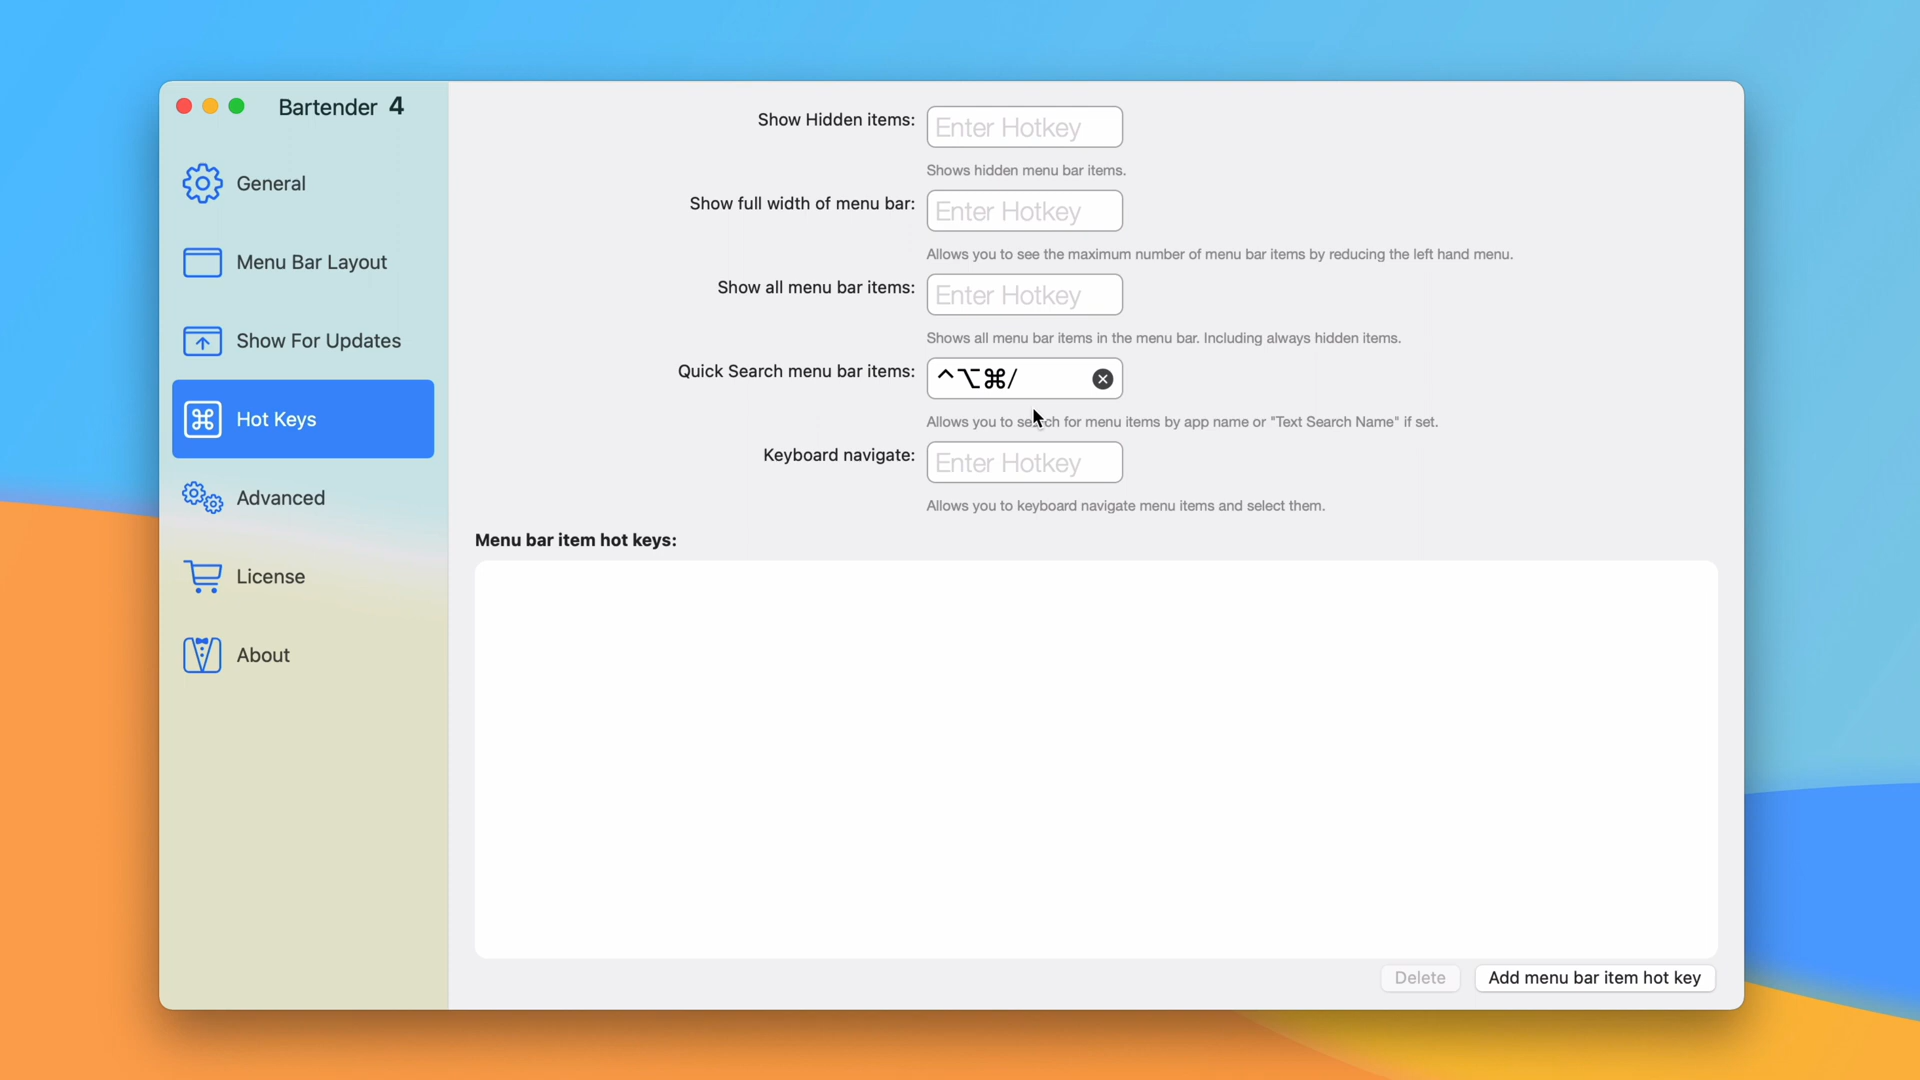 Bartender 4
General
Menu Bar Layout
Show For Updates
Hot Keys
Advanced
License
About
Show Hidden items: Enter Hotkey
Shows hidden menu bar items.
Show full width of menu bar: Enter Hotkey
Allows you to see the maximum number of menu bar items by reducing the left hand menu.
Show all menu bar items: Enter Hotkey
Shows all menu bar items in the menu bar. Including always hidden items.
Quick Search menu bar items: ^⌥⌘/
Allows you to search for menu items by app name or "Text Search Name" if set.
Keyboard navigate: Enter Hotkey
Allows you to keyboard navigate menu items and select them.
Menu bar item hot keys:
Delete Add menu bar item hot key